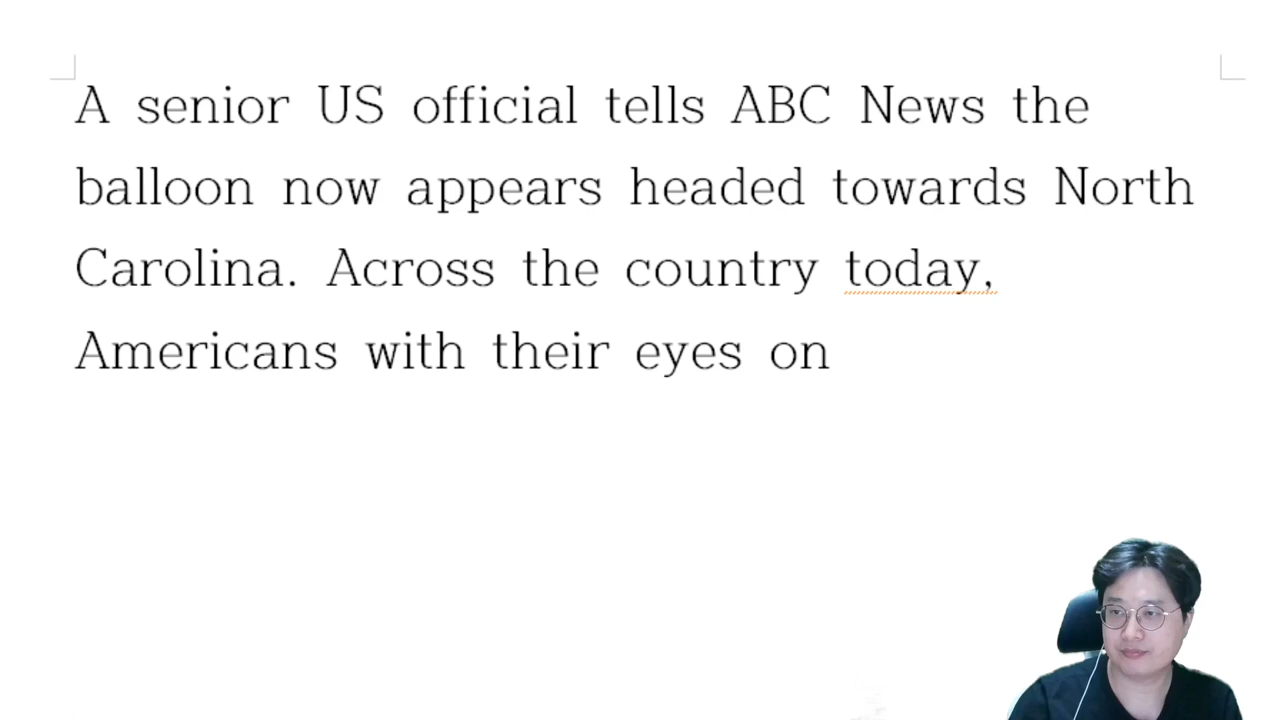 A senior US official tells ABC News the
balloon now appears headed towards North
Carolina. Across the country today,
Americans with their eyes on